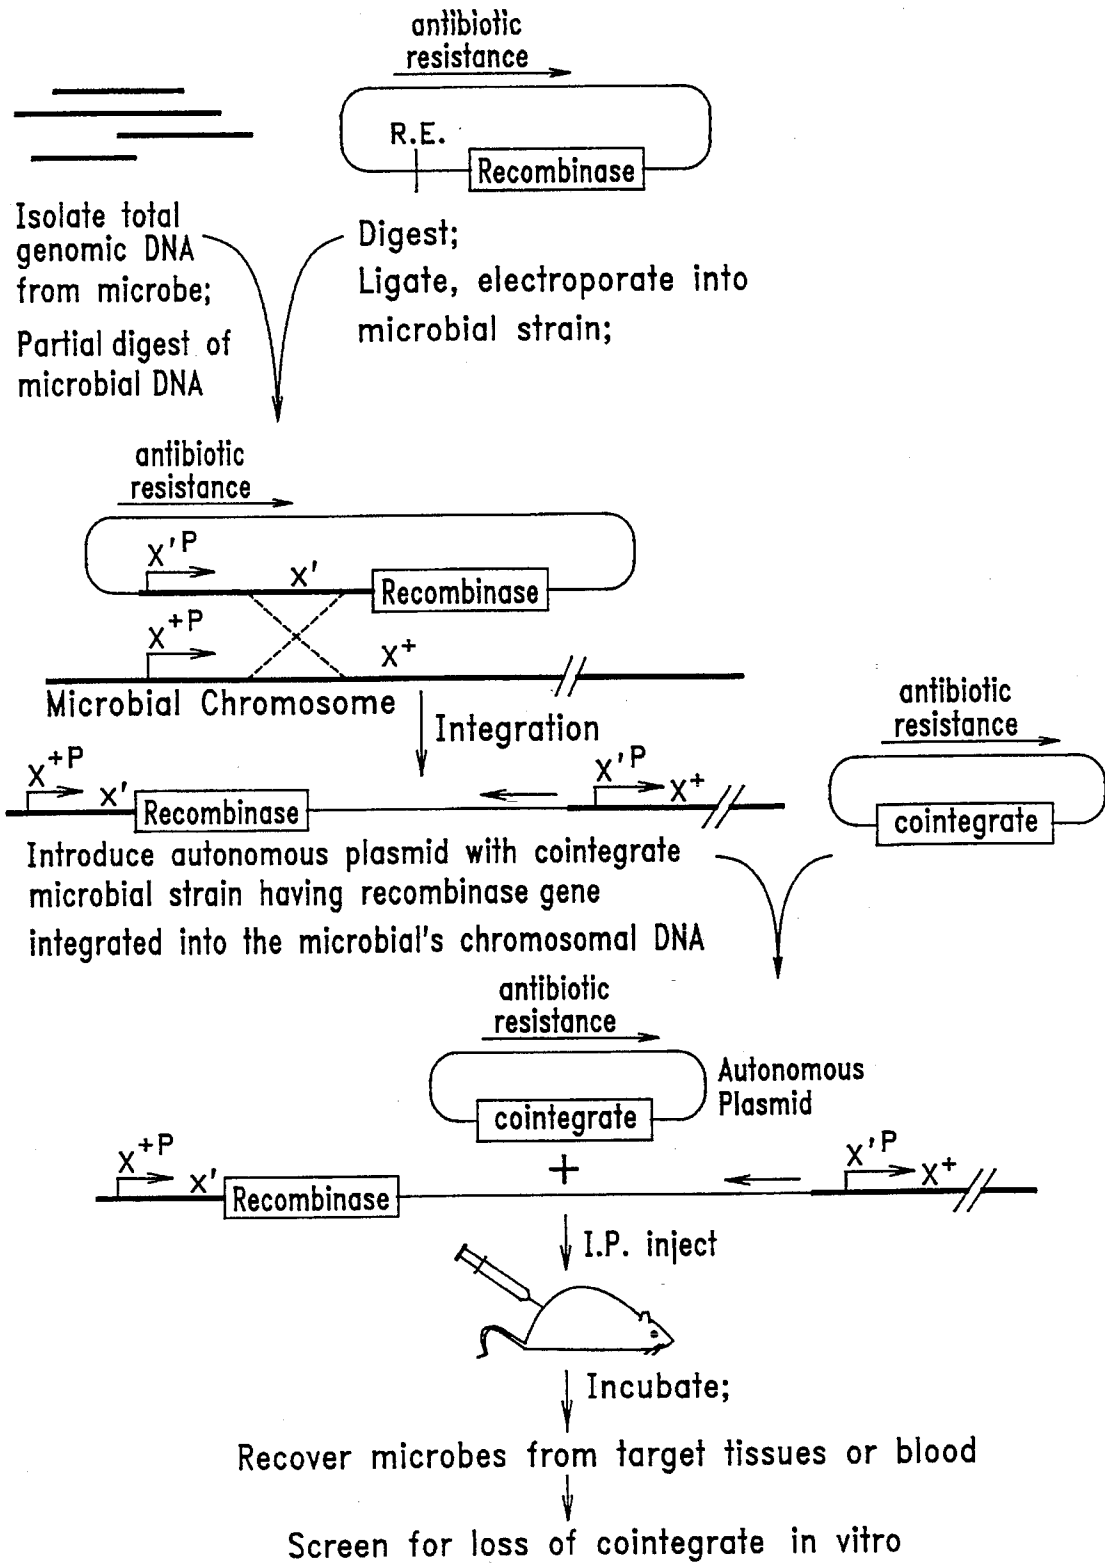 antibiotic
resistance
R.E.
Recombinase
Isolate total
genomic DNA
from microbe;
Partial digest of
microbial DNA
Digest;
Ligate, electroporate into
microbial strain;
antibiotic
resistance
X'P
X'
Recombinase
X+P
X+
Microbial Chromosome
Integration
antibiotic
resistance
cointegrate
X+P
X'
Recombinase
X'P
X+
Introduce autonomous plasmid with cointegrate
microbial strain having recombinase gene
integrated into the microbial's chromosomal DNA
antibiotic
resistance
cointegrate
Autonomous
Plasmid
+
X+P
X'
Recombinase
X'P
X+
I.P. inject
Incubate;
Recover microbes from target tissues or blood
Screen for loss of cointegrate in vitro